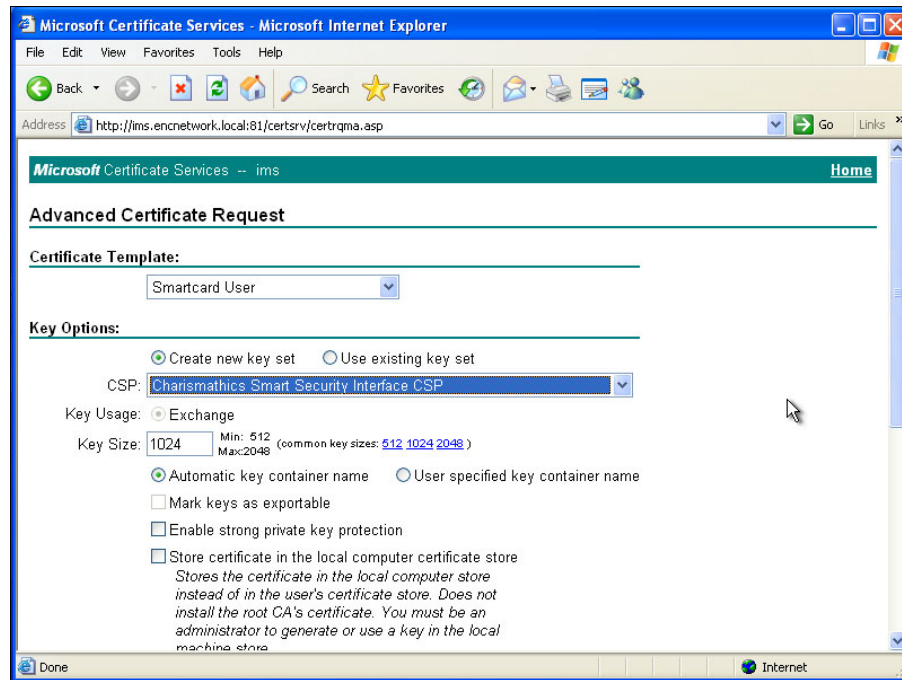 Microsoft Certificate Services - Microsoft Internet Explorer
File Edit View Favorites Tools Help
Back Search Favorites
Address http://ims.encnetwork.local:81/certsrv/certrqma.asp Go Links »
Microsoft Certificate Services -- ims Home
Advanced Certificate Request
Certificate Template:
Smartcard User
Key Options:
Create new key set Use existing key set
CSP: Charismathics Smart Security Interface CSP
Key Usage: Exchange
Key Size: 1024 Min: 512 (common key sizes: 512 1024 2048 )
Max:2048
Automatic key container name User specified key container name
Mark keys as exportable
Enable strong private key protection
Store certificate in the local computer certificate store
Stores the certificate in the local computer store
instead of in the user's certificate store. Does not
install the root CA's certificate. You must be an
administrator to generate or use a key in the local
machine store.
Done Internet